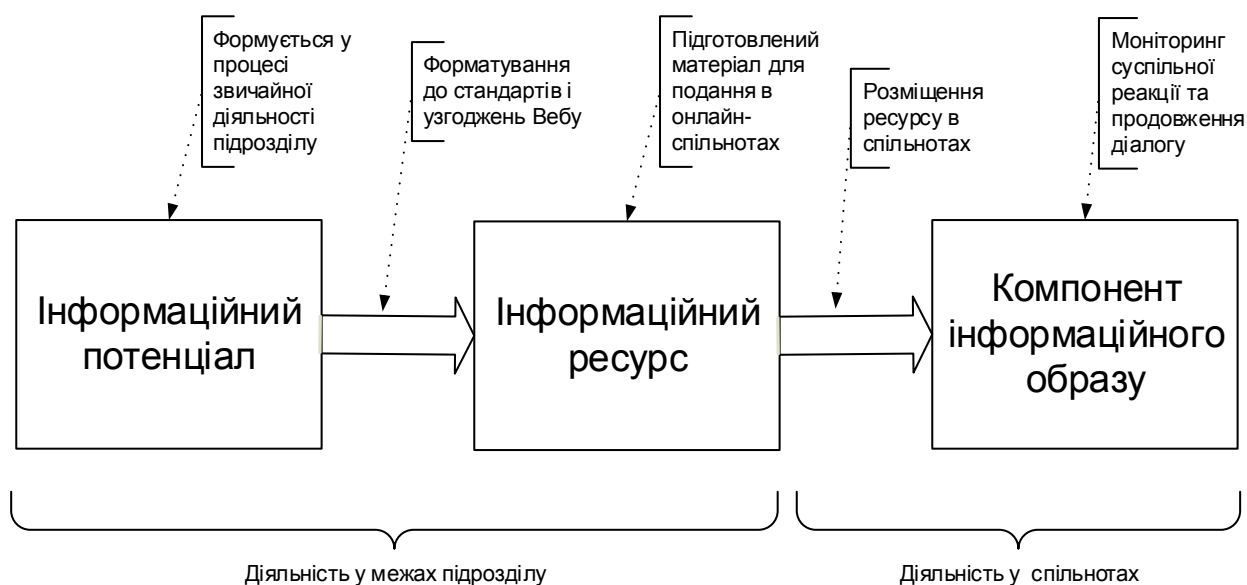 Формується у
процесі
звичайної
діяльності
підрозділу
Форматування
до стандартів і
узгоджень Вебу
Підготовлений
матеріал для
подання в
онлайн-
спільнотах
Розміщення
ресурсу в
спільнотах
Моніторинг
суспільної
реакції та
продовження
діалогу
Інформаційний
потенціал
Інформаційний
ресурс
Компонент
інформаційного
образу
Діяльність у межах підрозділу
Діяльність у спільнотах